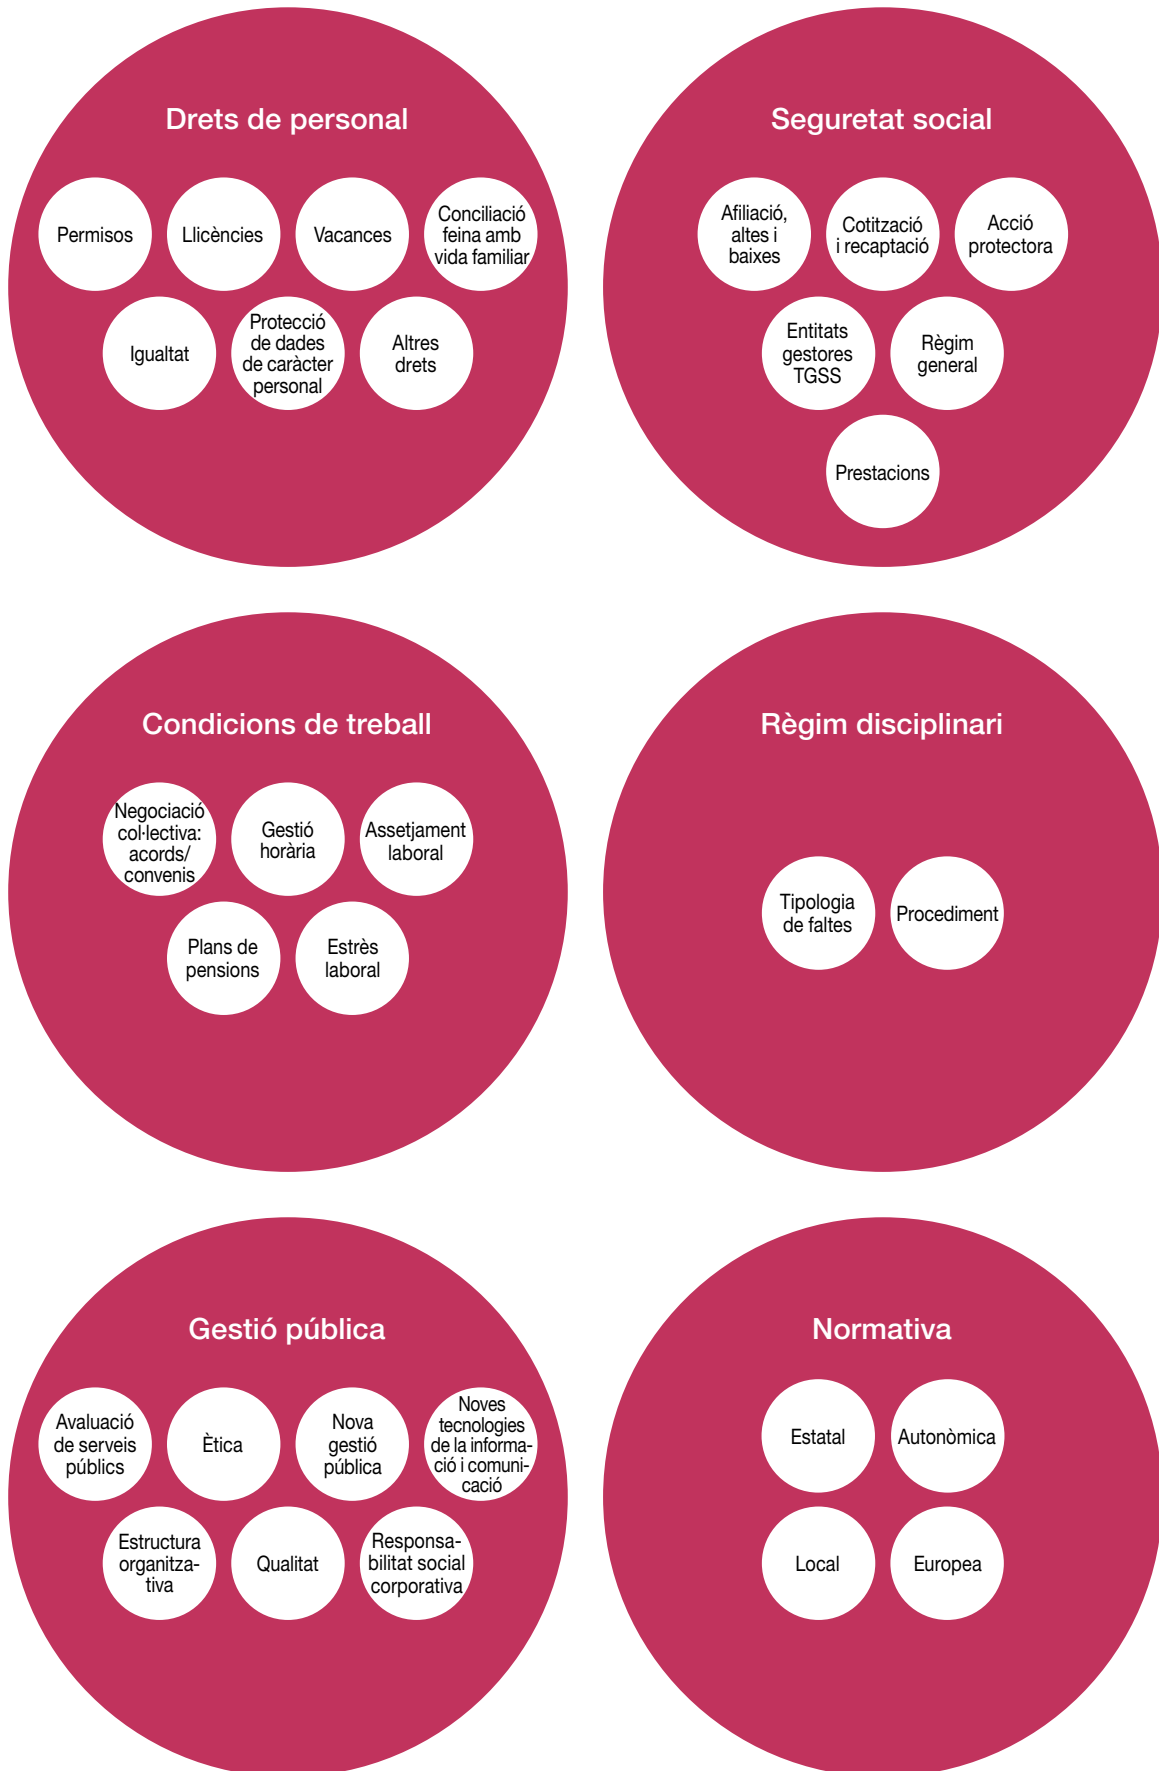 Drets de personal
Permisos
Llicències
Vacances
Conciliació
feina amb
vida familiar
Igualtat
Protecció
de dades
de caràcter
personal
Altres
drets
Seguretat social
Afiliació,
altes i
baixes
Cotització
i recaptació
Acció
protectora
Entitats
gestores
TGSS
Règim
general
Prestacions
Condicions de treball
Negociació
col·lectiva:
acords/
convenis
Gestió
horària
Assetjament
laboral
Plans de
pensions
Estrès
laboral
Règim disciplinari
Tipologia
de faltes
Procediment
Gestió pública
Avaluació
de serveis
públics
Ètica
Nova
gestió
pública
Noves
tecnologies
de la informa-
ció i comuni-
cació
Estructura
organitza-
tiva
Qualitat
Responsa-
bilitat social
corporativa
Normativa
Estatal
Autonòmica
Local
Europea